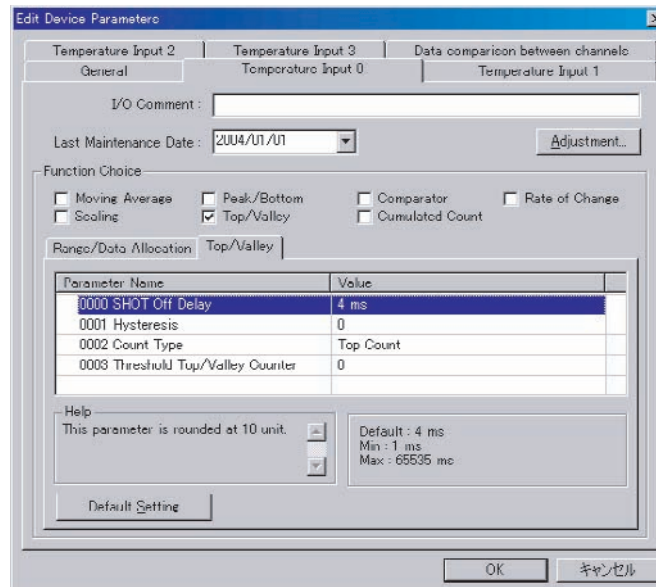 Edit Device Parameters
Temperature Input 2 Temperature Input 3 Data comparison between channels
General Temperature Input 0 Temperature Input 1
I/O Comment :
Last Maintenance Date : 2004/01/01 Adjustment...
Function Choice
Moving Average Peak/Bottom Comparator Rate of Change
Scaling Top/Valley Cumulated Count
Range/Data Allocation Top/Valley
Parameter Name Value
0000 SHOT Off Delay 4 ms
0001 Hysteresis 0
0002 Count Type Top Count
0003 Threshold Top/Valley Counter 0
Help
This parameter is rounded at 10 unit.
Default : 4 ms
Min : 1 ms
Max : 65535 ms
Default Setting
OK キャンセル